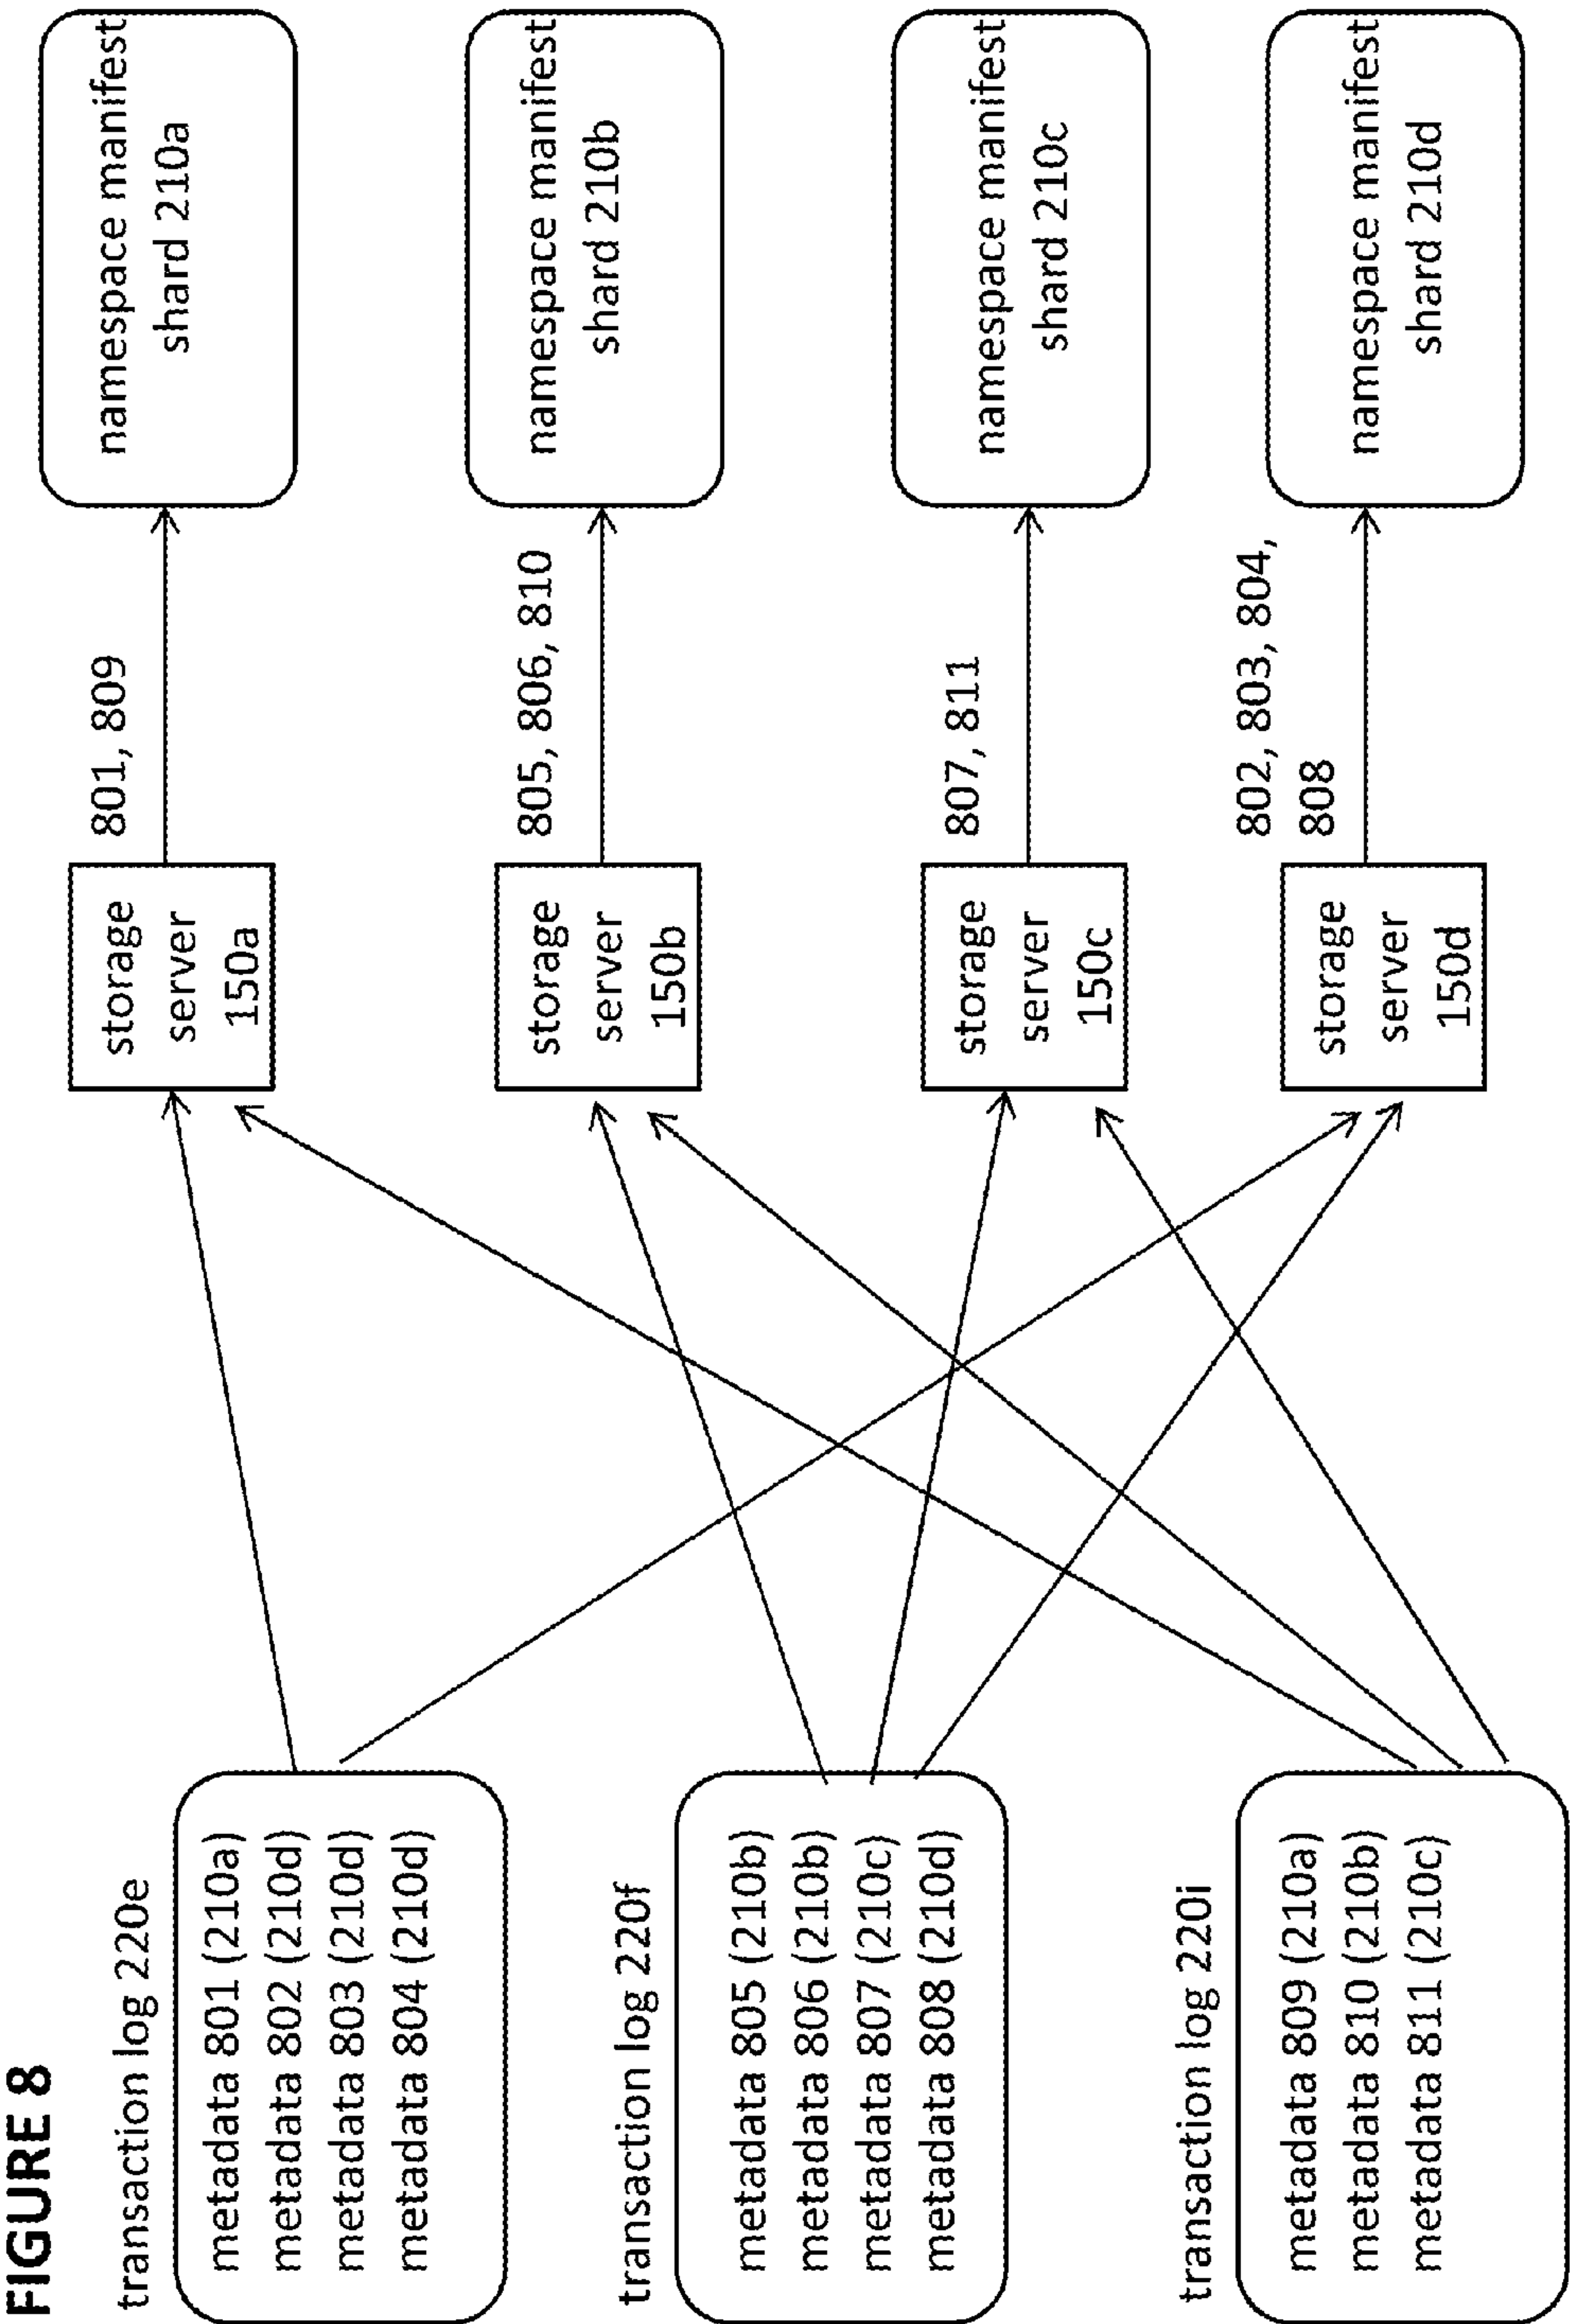 FIGURE 8
transaction log 220e
metadata 801 (210a)
metadata 802 (210d)
metadata 803 (210d)
metadata 804 (210d)
transaction log 220f
metadata 805 (210b)
metadata 806 (210b)
metadata 807 (210c)
metadata 808 (210d)
transaction log 220i
metadata 809 (210a)
metadata 810 (210b)
metadata 811 (210c)
storage
server
150a
storage
server
150b
storage
server
150c
storage
server
150d
801, 809
805, 806, 810
807, 811
802, 803, 804,
808
namespace manifest
shard 210a
namespace manifest
shard 210b
namespace manifest
shard 210c
namespace manifest
shard 210d